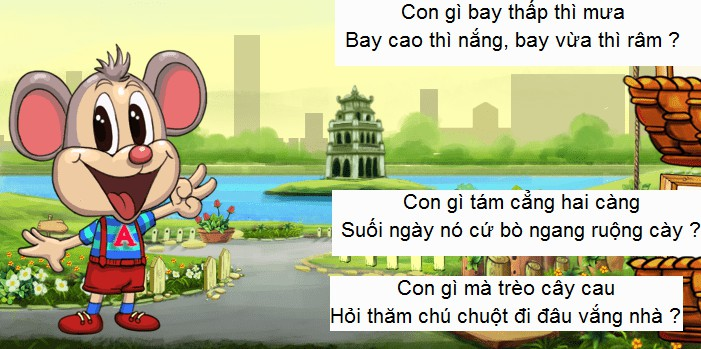 Con gì bay thấp thì mưa
Bay cao thì nắng, bay vừa thì râm ?
A
Con gì tám cẳng hai càng
Suối ngày nó cứ bò ngang ruộng cày ?
Con gì mà trèo cây cau
Hỏi thăm chú chuột đi đâu vắng nhà ?